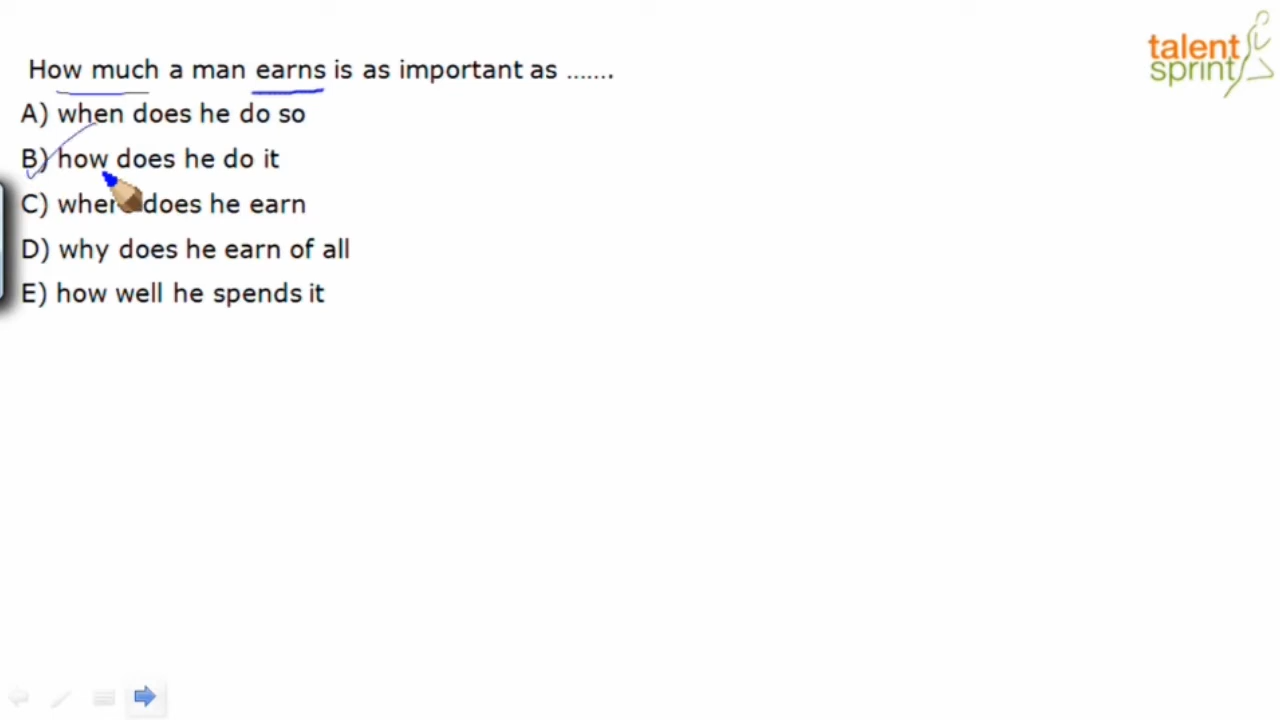 talent
sprint
How much a man earns is as important as .......
A) when does he do so
B) how does he do it
C) where does he earn
D) why does he earn of all
E) how well he spends it